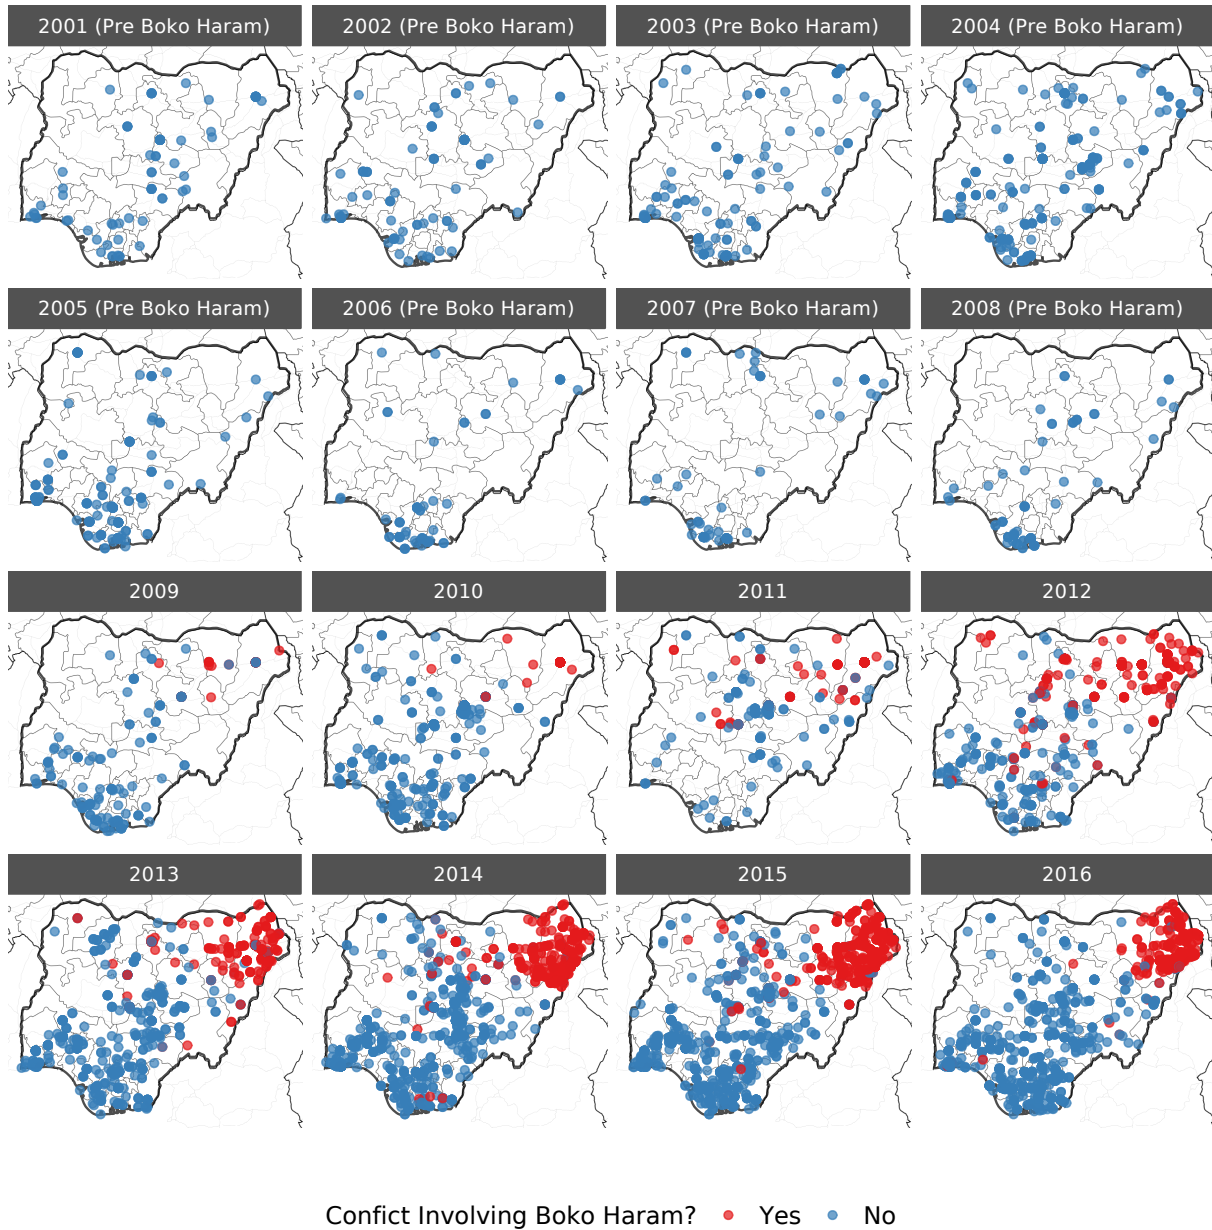 2001 (Pre Boko Haram)
2002 (Pre Boko Haram)
2003 (Pre Boko Haram)
2004 (Pre Boko Haram)
2005 (Pre Boko Haram)
2006 (Pre Boko Haram)
2007 (Pre Boko Haram)
2008 (Pre Boko Haram)
2009
2010
2011
2012
2013
2014
2015
2016
Confict Involving Boko Haram? Yes No